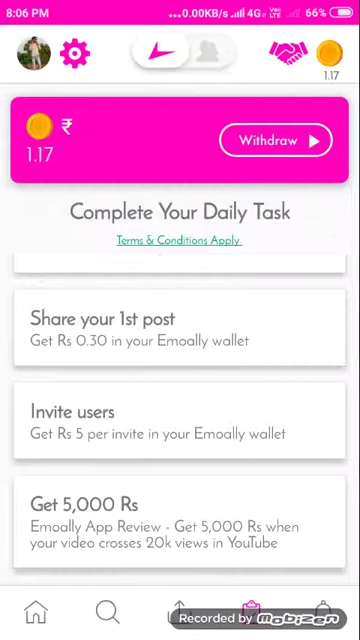 8:06 PM ...0.00KB/s 4G VoLTE 66%
1.17
₹
1.17
Withdraw
Complete Your Daily Task
Terms & Conditions Apply
Share your 1st post
Get Rs 0.30 in your Emoally wallet
Invite users
Get Rs 5 per invite in your Emoally wallet
Get 5,000 Rs
Emoally App Review - Get 5,000 Rs when
your video crosses 20k views in YouTube
Recorded by mobizen